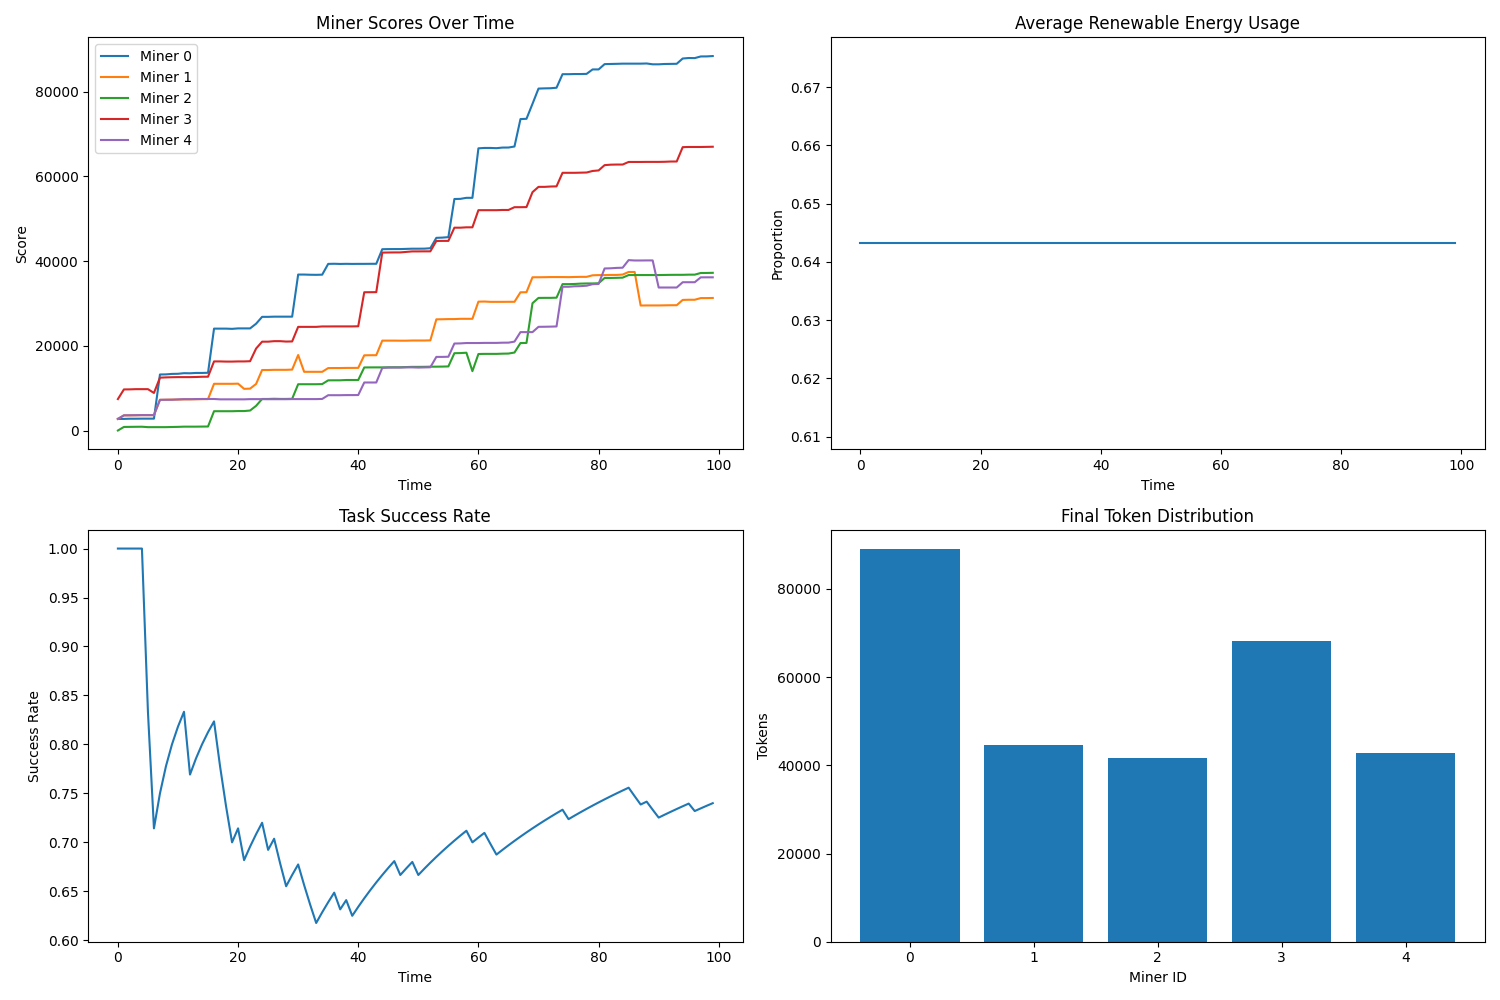 Miner Scores Over Time
Miner 0
Miner 1
Miner 2
Miner 3
Miner 4
80000
60000
40000
20000
0
Score
0 20 40 60 80 100
Time
Average Renewable Energy Usage
0.67
0.66
0.65
0.64
0.63
0.62
0.61
Proportion
0 20 40 60 80 100
Time
Task Success Rate
1.00
0.95
0.90
0.85
0.80
0.75
0.70
0.65
0.60
Success Rate
0 20 40 60 80 100
Time
Final Token Distribution
80000
60000
40000
20000
0
Tokens
0 1 2 3 4
Miner ID